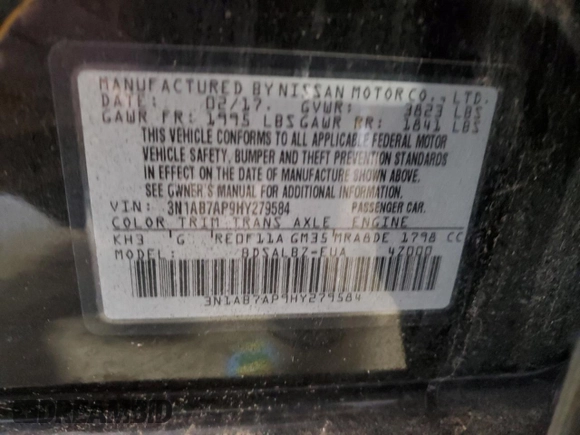 MANUFACTURED BY NISSAN MOTOR CO., LTD.
DATE: 02/17. GVWR: 3823 LBS
GAWR FR: 1995 LBS GAWR RR: 1841 LBS
THIS VEHICLE CONFORMS TO ALL APPLICABLE FEDERAL MOTOR
VEHICLE SAFETY, BUMPER AND THEFT PREVENTION STANDARDS
IN EFFECT ON THE DATE OF MANUFACTURE SHOWN ABOVE.
SEE OWNER'S MANUAL FOR ADDITIONAL INFORMATION.
VIN: 3N1AB7AP9HY279584 PASSENGER CAR.
COLOR TRIM TRANS AXLE ENGINE
KH3 G RE0F11A GM35 MRA8DE 1798 CC
MODEL: BDSALB7-EUA 47000
3N1AB7AP9HY279584
DREAMBID